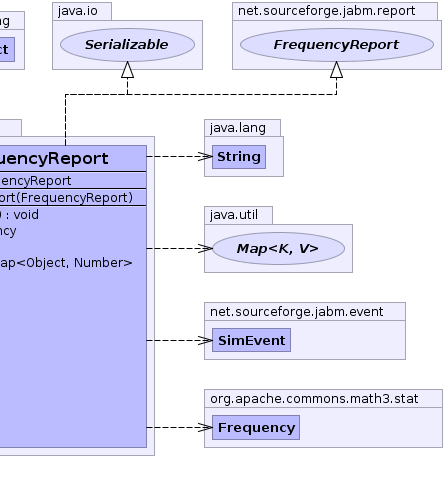 java.io
net.sourceforge.jabm.report
Serializable
FrequencyReport
java.lang
String
java.util
Map<K, V>
net.sourceforge.jabm.event
SimEvent
org.apache.commons.math3.stat
Frequency
uencyReport
encyReport
ort(FrequencyReport)
) : void
ncy
ap<Object, Number>